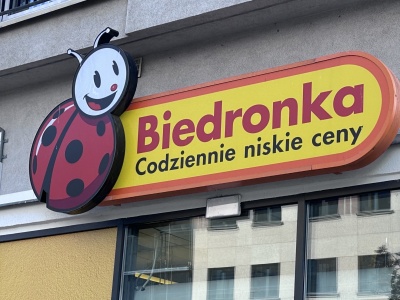 Biedronka
Codziennie niskie ceny